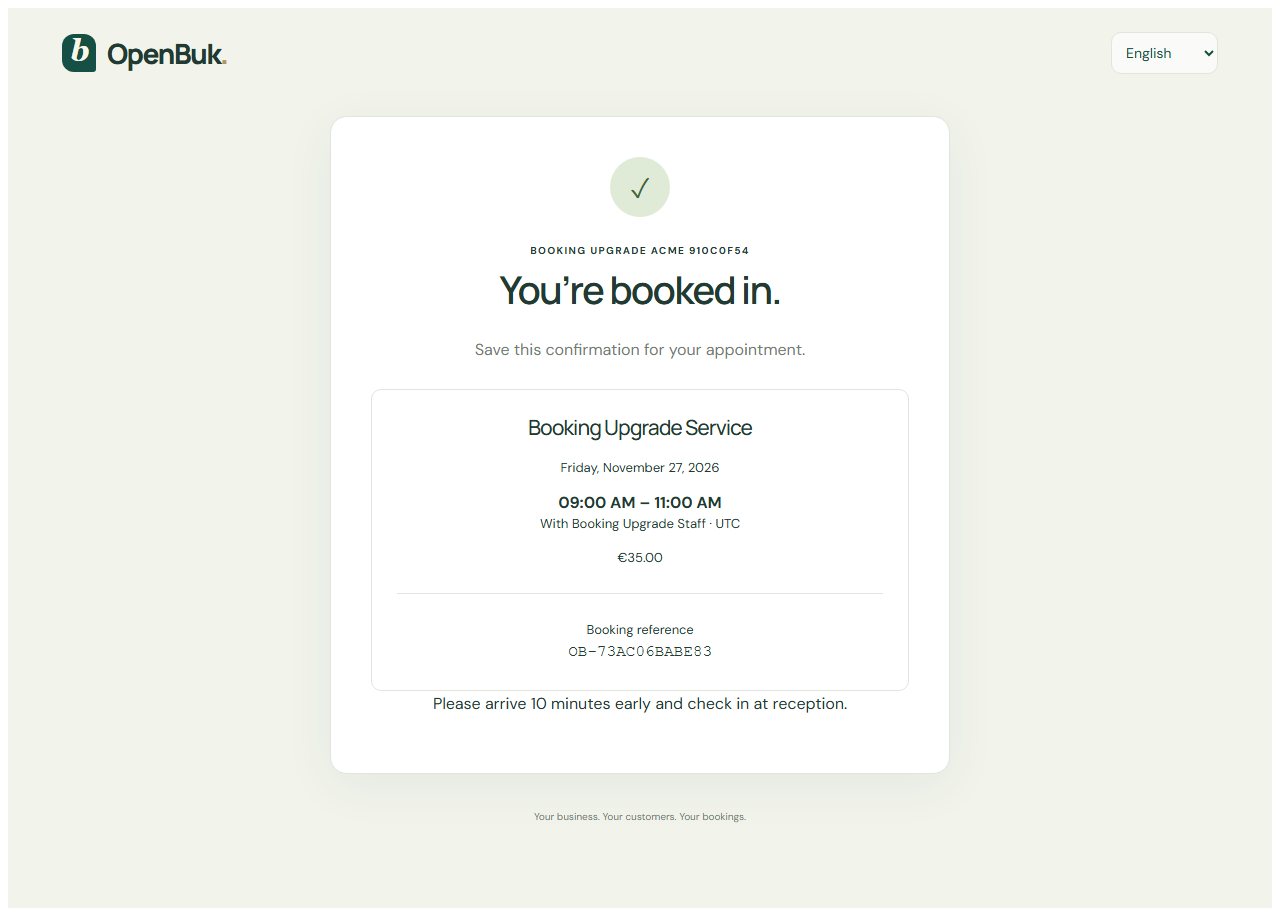 b OpenBuk.
English
✓
BOOKING UPGRADE ACME 910C0F54
You’re booked in.
Save this confirmation for your appointment.
Booking Upgrade Service
Friday, November 27, 2026
09:00 AM – 11:00 AM
With Booking Upgrade Staff · UTC
€35.00
Booking reference
OB-73AC06BABE83
Please arrive 10 minutes early and check in at reception.
Your business. Your customers. Your bookings.